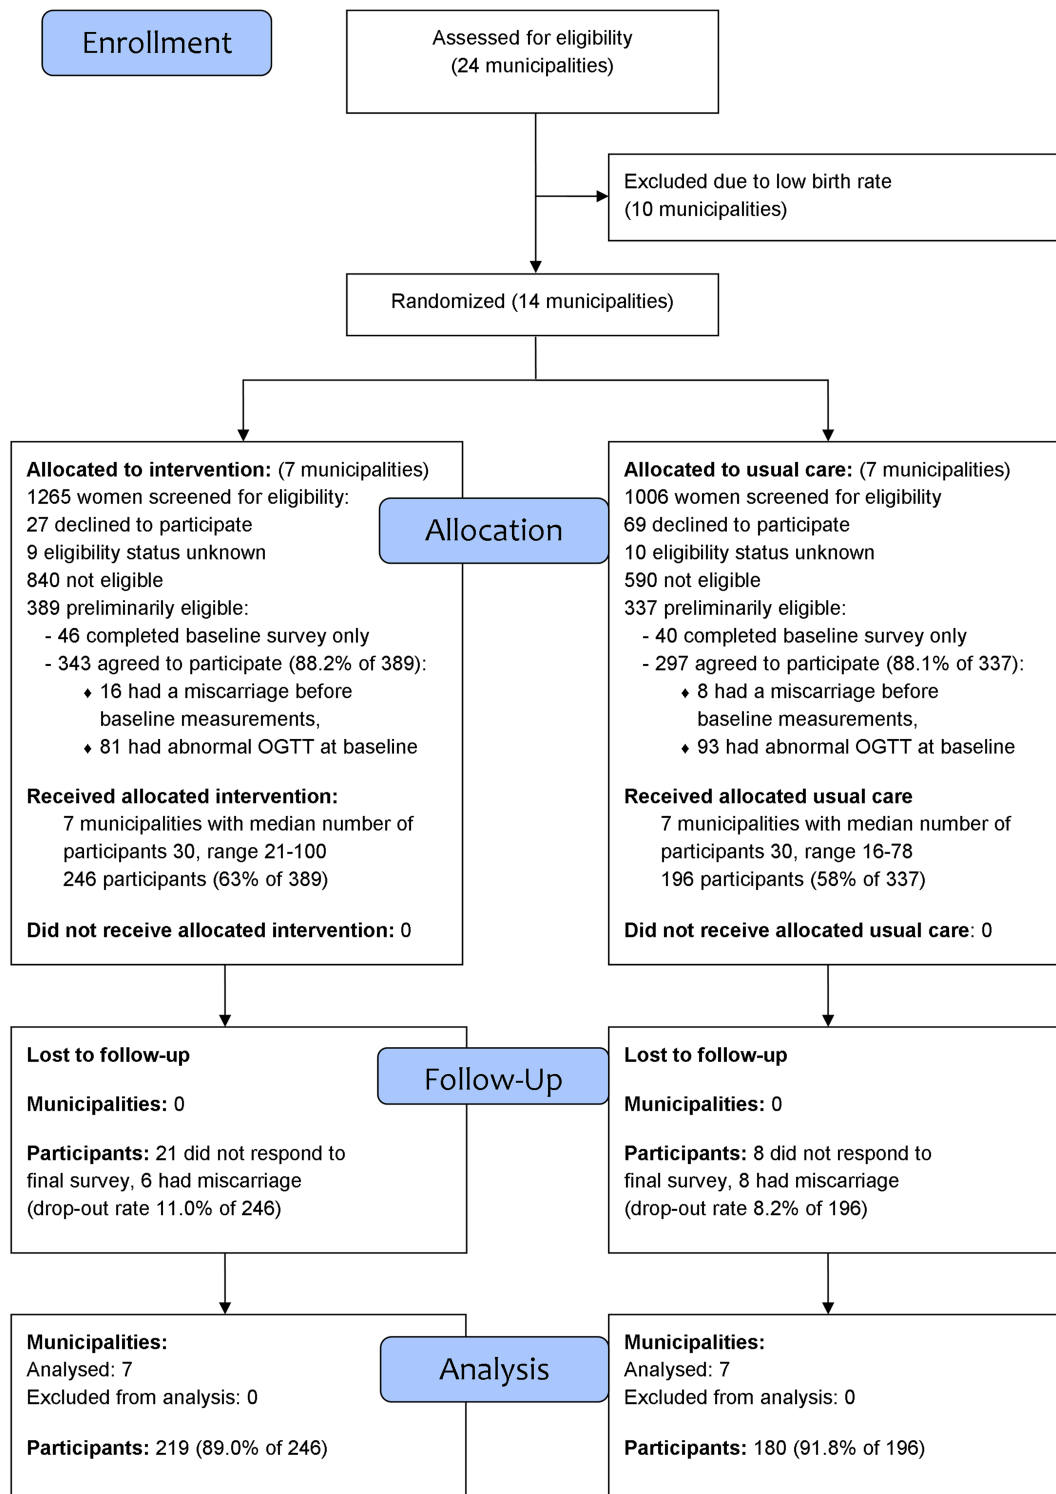 Enrollment
Assessed for eligibility
(24 municipalities)
Excluded due to low birth rate
(10 municipalities)
Randomized (14 municipalities)
Allocated to intervention: (7 municipalities)
1265 women screened for eligibility:
27 declined to participate
9 eligibility status unknown
840 not eligible
389 preliminarily eligible:
- 46 completed baseline survey only
- 343 agreed to participate (88.2% of 389):
♦ 16 had a miscarriage before
baseline measurements,
♦ 81 had abnormal OGTT at baseline
Received allocated intervention:
7 municipalities with median number of
participants 30, range 21-100
246 participants (63% of 389)
Did not receive allocated intervention: 0
Allocation
Allocated to usual care: (7 municipalities)
1006 women screened for eligibility
69 declined to participate
10 eligibility status unknown
590 not eligible
337 preliminarily eligible:
- 40 completed baseline survey only
- 297 agreed to participate (88.1% of 337):
♦ 8 had a miscarriage before
baseline measurements,
♦ 93 had abnormal OGTT at baseline
Received allocated usual care
7 municipalities with median number of
participants 30, range 16-78
196 participants (58% of 337)
Did not receive allocated usual care: 0
Lost to follow-up
Municipalities: 0
Participants: 21 did not respond to
final survey, 6 had miscarriage
(drop-out rate 11.0% of 246)
Follow-Up
Lost to follow-up
Municipalities: 0
Participants: 8 did not respond to
final survey, 8 had miscarriage
(drop-out rate 8.2% of 196)
Municipalities:
Analysed: 7
Excluded from analysis: 0
Participants: 219 (89.0% of 246)
Analysis
Municipalities:
Analysed: 7
Excluded from analysis: 0
Participants: 180 (91.8% of 196)